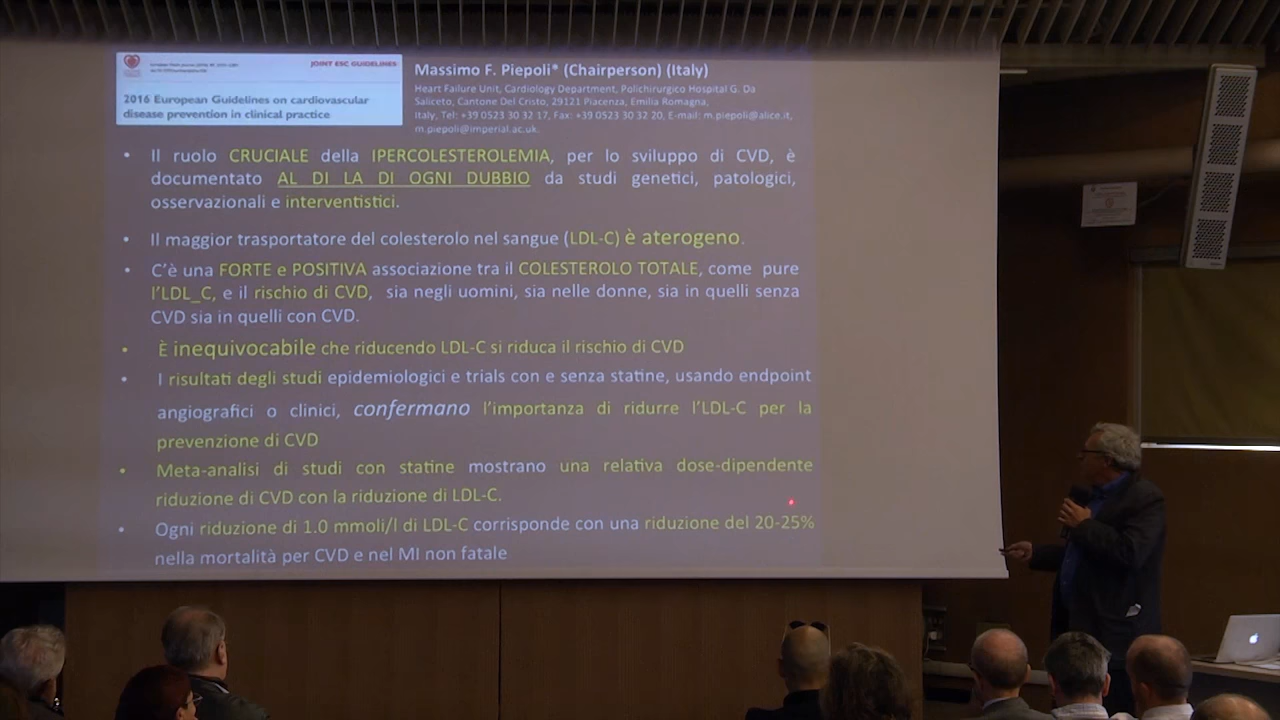 JOINT ESC GUIDELINES
2016 European Guidelines on cardiovascular
disease prevention in clinical practice
Massimo F. Piepoli* (Chairperson) (Italy)
Heart Failure Unit, Cardiology Department, Polichirurgico Hospital G. Da
Saliceto, Cantone Del Cristo, 29121 Piacenza, Emilia Romagna,
Italy, Tel: +39 0523 30 32 17, Fax: +39 0523 30 32 20, E-mail: m.piepoli@alice.it,
m.piepoli@imperial.ac.uk.
• Il ruolo CRUCIALE della IPERCOLESTEROLEMIA, per lo sviluppo di CVD, è
documentato AL DI LA DI OGNI DUBBIO da studi genetici, patologici,
osservazionali e interventistici.
• Il maggior trasportatore del colesterolo nel sangue (LDL-C) è aterogeno.
• C'è una FORTE e POSITIVA associazione tra il COLESTEROLO TOTALE, come pure
l'LDL_C, e il rischio di CVD, sia negli uomini, sia nelle donne, sia in quelli senza
CVD sia in quelli con CVD.
• È inequivocabile che riducendo LDL-C si riduca il rischio di CVD
• I risultati degli studi epidemiologici e trials con e senza statine, usando endpoint
angiografici o clinici, confermano l'importanza di ridurre l'LDL-C per la
prevenzione di CVD
• Meta-analisi di studi con statine mostrano una relativa dose-dipendente
riduzione di CVD con la riduzione di LDL-C.
• Ogni riduzione di 1.0 mmoli/l di LDL-C corrisponde con una riduzione del 20-25%
nella mortalità per CVD e nel MI non fatale